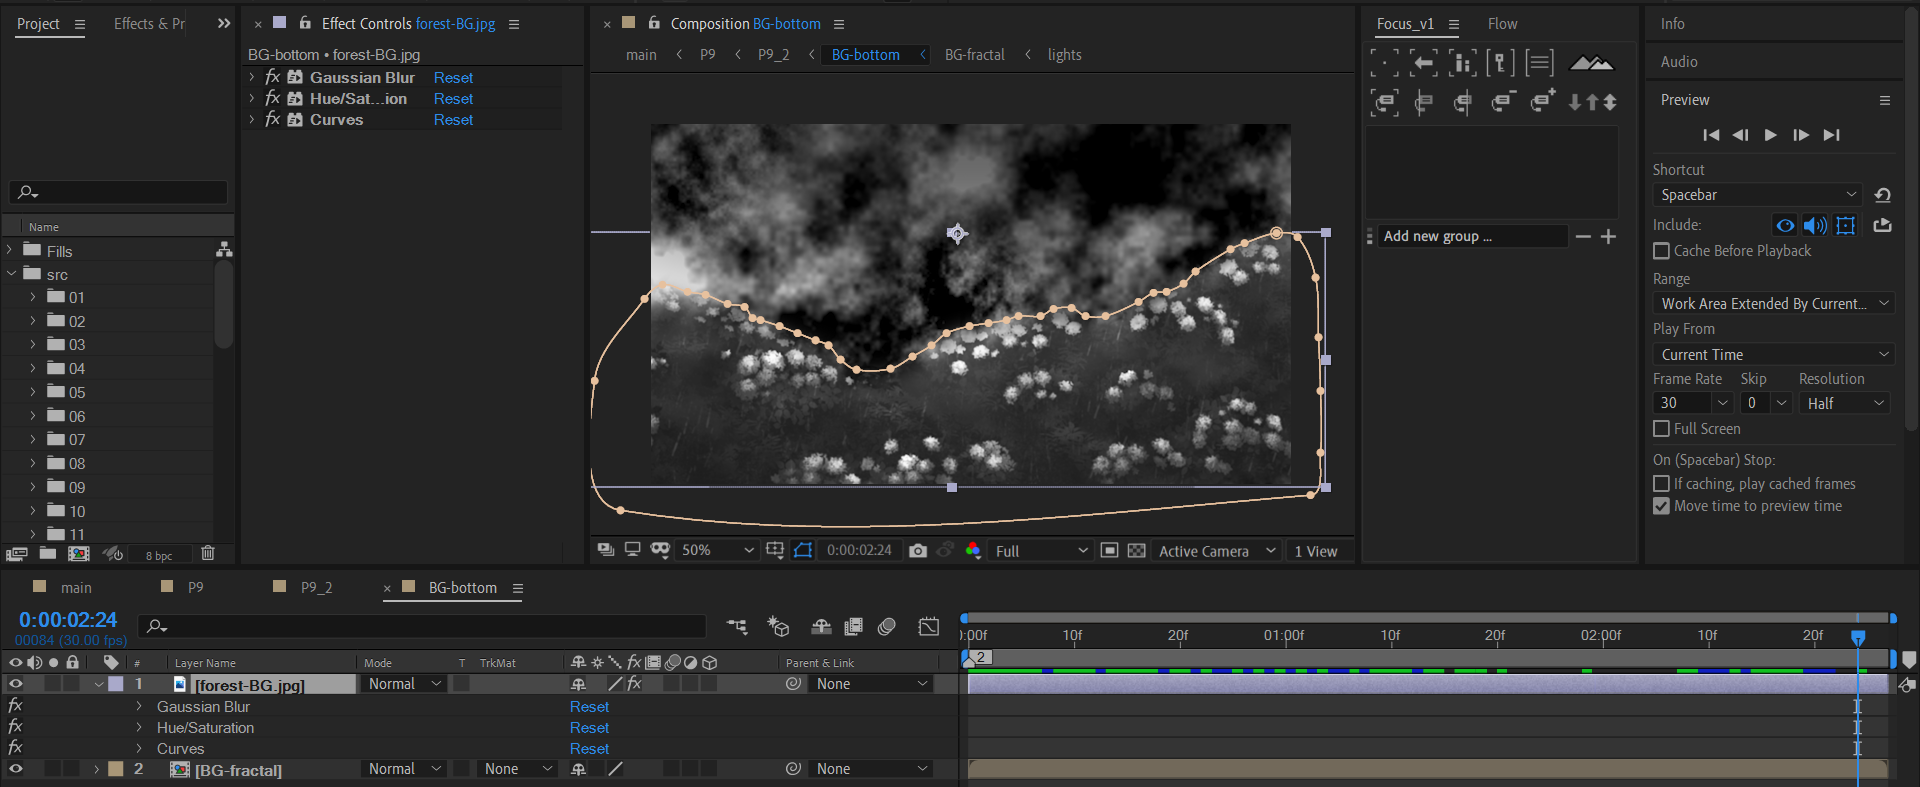 Project
Effects & Pr
Name
Fills
src
01
02
03
04
05
06
07
08
09
10
11
8 bpc
Effect Controls forest-BG.jpg
BG-bottom • forest-BG.jpg
fx Gaussian Blur Reset
fx Hue/Sat...ion Reset
fx Curves Reset
Composition BG-bottom
main P9 P9_2 BG-bottom BG-fractal lights
50% 0:00:02:24 Full Active Camera 1 View
Focus_v1 Flow
Add new group ...
Info
Audio
Preview
Shortcut
Spacebar
Include:
Cache Before Playback
Range
Work Area Extended By Current...
Play From
Current Time
Frame Rate Skip Resolution
30 0 Half
Full Screen
On (Spacebar) Stop:
If caching, play cached frames
Move time to preview time
main P9 P9_2 BG-bottom
0:00:02:24
00084 (30.00 fps)
):00f 10f 20f 01:00f 10f 20f 02:00f 10f 20f
2
# Layer Name Mode T TrkMat fx Parent & Link
1 [forest-BG.jpg] Normal fx None
fx Gaussian Blur Reset
fx Hue/Saturation Reset
fx Curves Reset
2 [BG-fractal] Normal None None